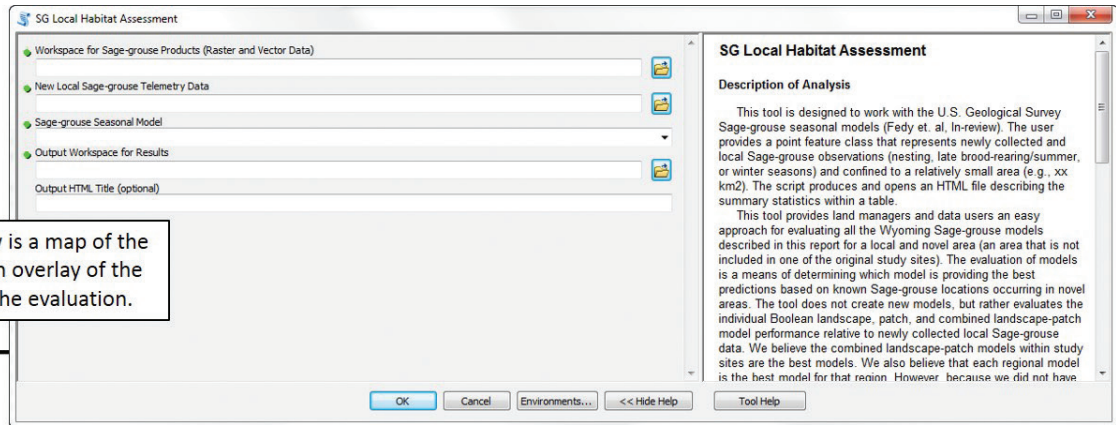 SG Local Habitat Assessment
Workspace for Sage-grouse Products (Raster and Vector Data)
New Local Sage-grouse Telemetry Data
Sage-grouse Seasonal Model
Output Workspace for Results
Output HTML Title (optional)
is a map of the
overlay of the
he evaluation.
OK
Cancel
Environments...
<< Hide Help
Tool Help
SG Local Habitat Assessment
Description of Analysis
This tool is designed to work with the U.S. Geological Survey
Sage-grouse seasonal models (Fedy et. al, In-review). The user
provides a point feature class that represents newly collected and
local Sage-grouse observations (nesting, late brood-rearing/summer,
or winter seasons) and confined to a relatively small area (e.g., xx
km2). The script produces and opens an HTML file describing the
summary statistics within a table.
This tool provides land managers and data users an easy
approach for evaluating all the Wyoming Sage-grouse models
described in this report for a local and novel area (an area that is not
included in one of the original study sites). The evaluation of models
is a means of determining which model is providing the best
predictions based on known Sage-grouse locations occurring in novel
areas. The tool does not create new models, but rather evaluates the
individual Boolean landscape, patch, and combined landscape-patch
model performance relative to newly collected local Sage-grouse
data. We believe the combined landscape-patch models within study
sites are the best models. We also believe that each regional model
is the best model for that region. However, because we did not have